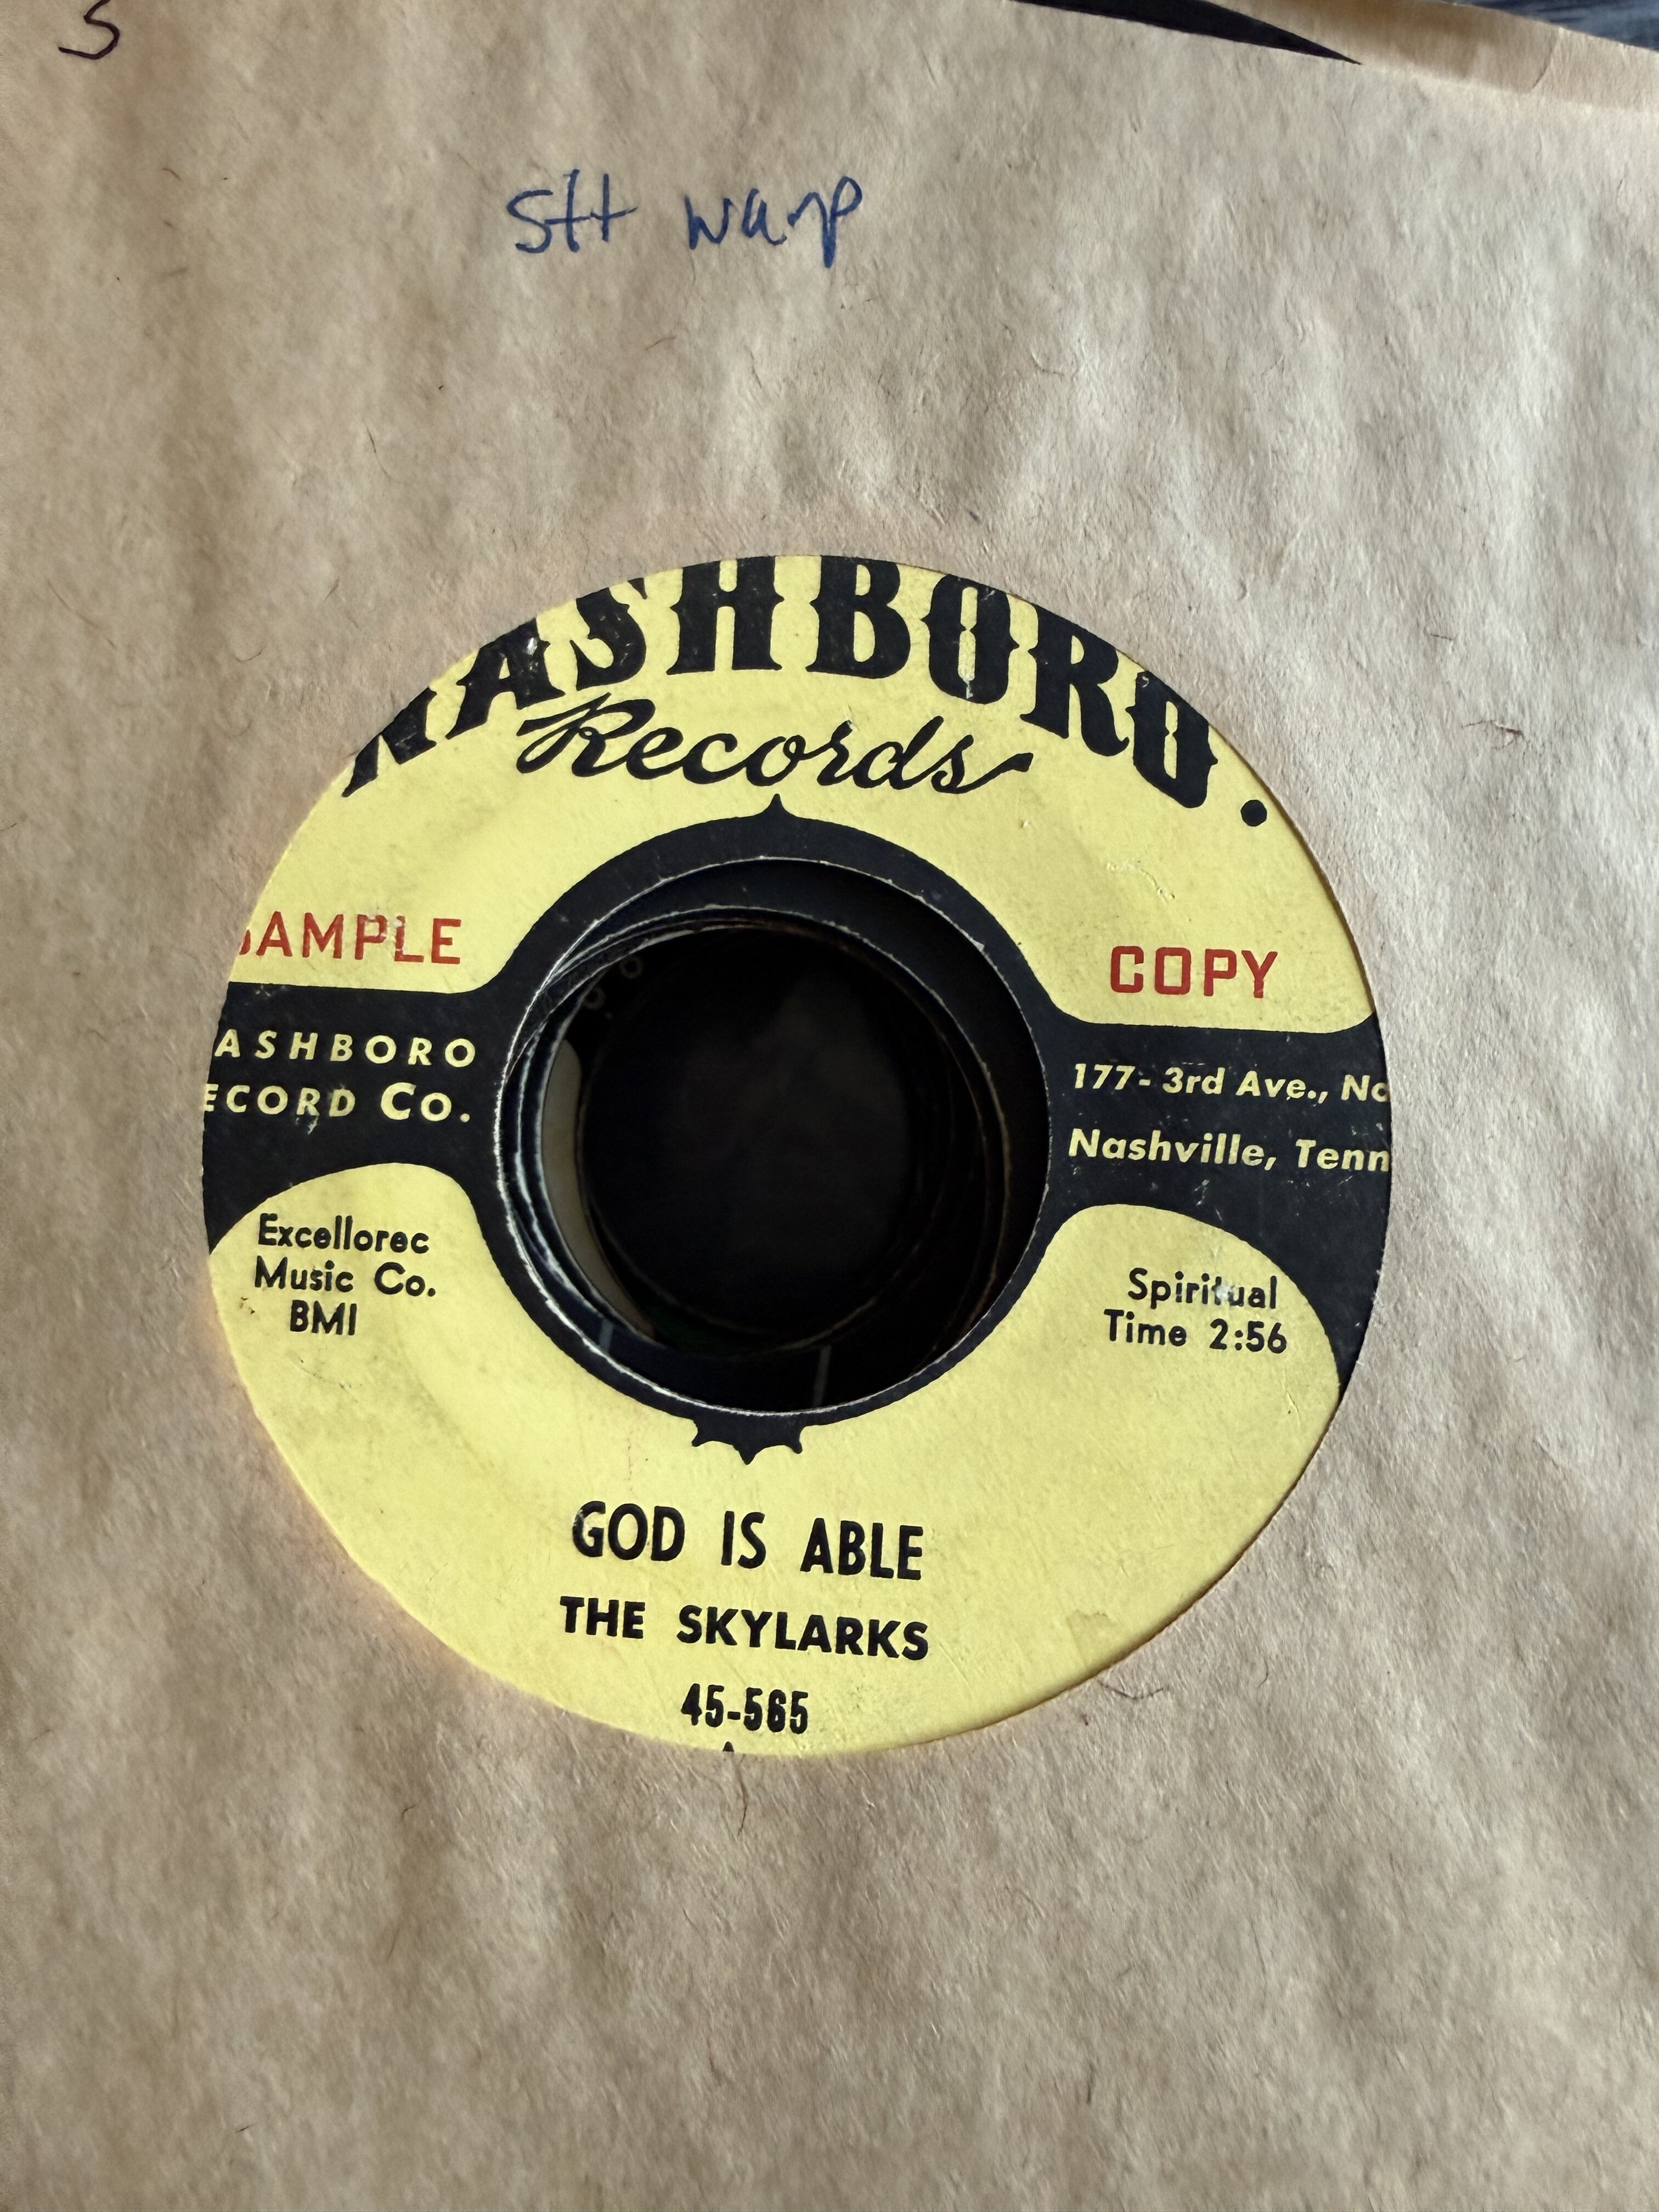 S
stt warp
NASHBORO.
Records
SAMPLE COPY
ASHBORO
ECORD Co.
177-3rd Ave., No
Nashville, Tenn
Excellorec
Music Co.
BMI
Spiritual
Time 2:56
GOD IS ABLE
THE SKYLARKS
45-565